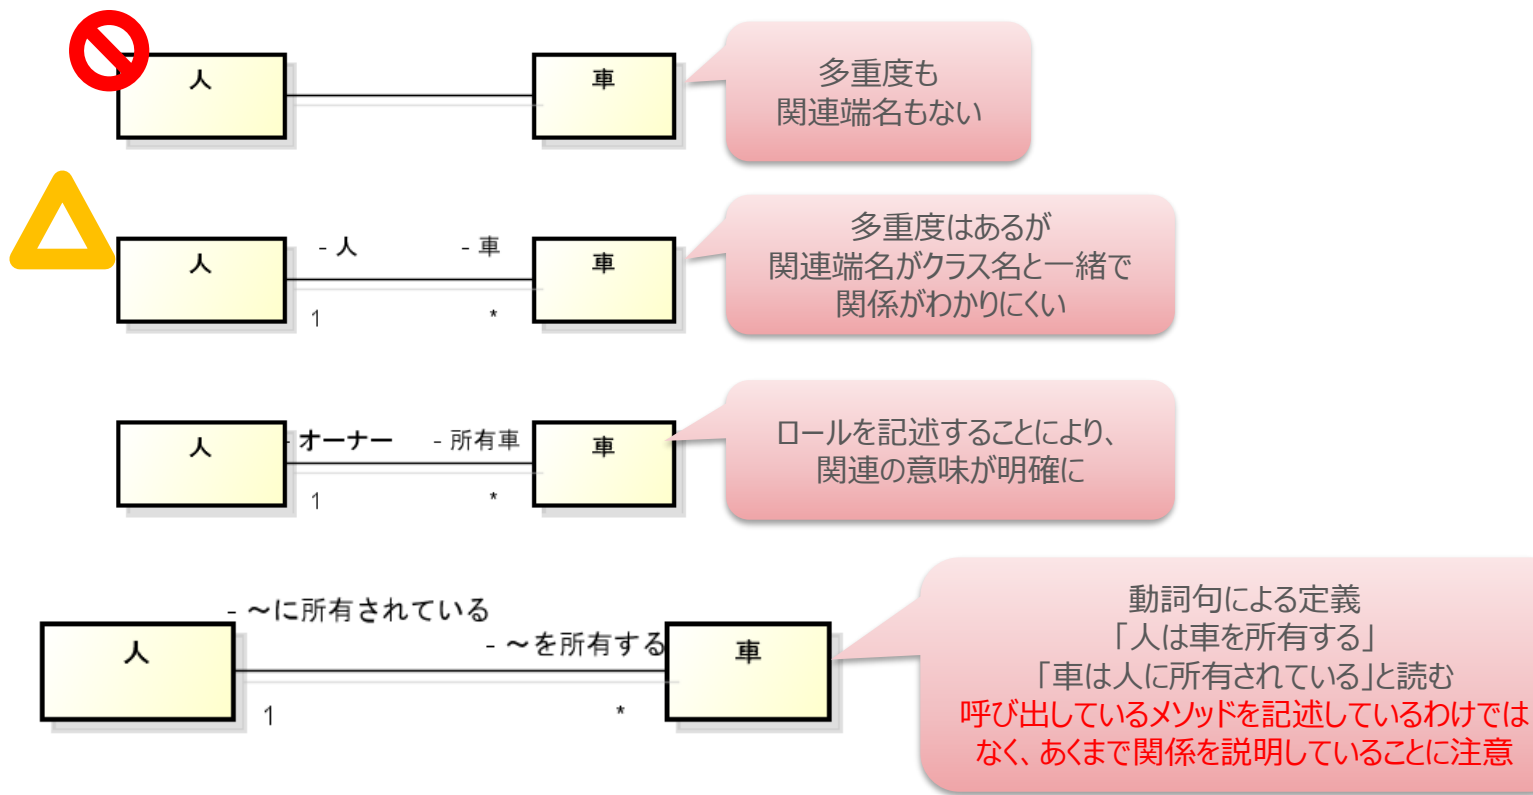 人
車
多重度も
関連端名もない
人
- 人
- 車
車
1
*
多重度はあるが
関連端名がクラス名と一緒で
関係がわかりにくい
人
- オーナー
- 所有車
車
1
*
ロールを記述することにより、
関連の意味が明確に
人
- ～に所有されている
- ～を所有する
車
1
*
動詞句による定義
「人は車を所有する」
「車は人に所有されている」と読む
呼び出しているメソッドを記述しているわけでは
なく、あくまで関係を説明していることに注意